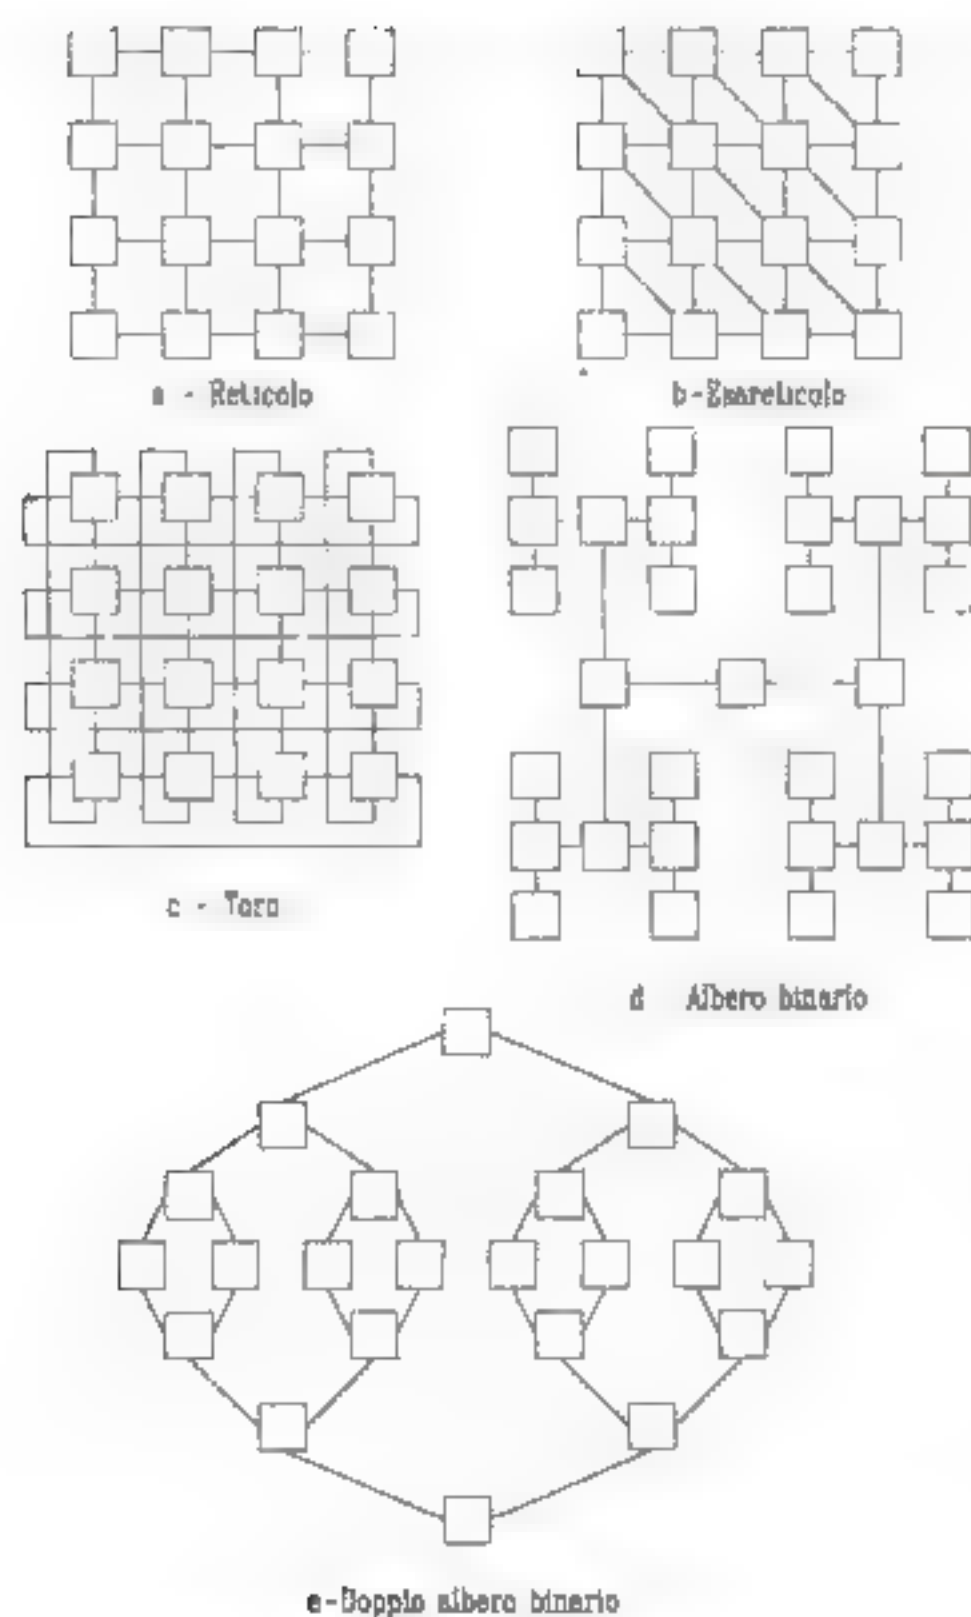 a - Reticolo
b-Esareticolo
c - Toro
d Albero binario
e-Doppio albero binario